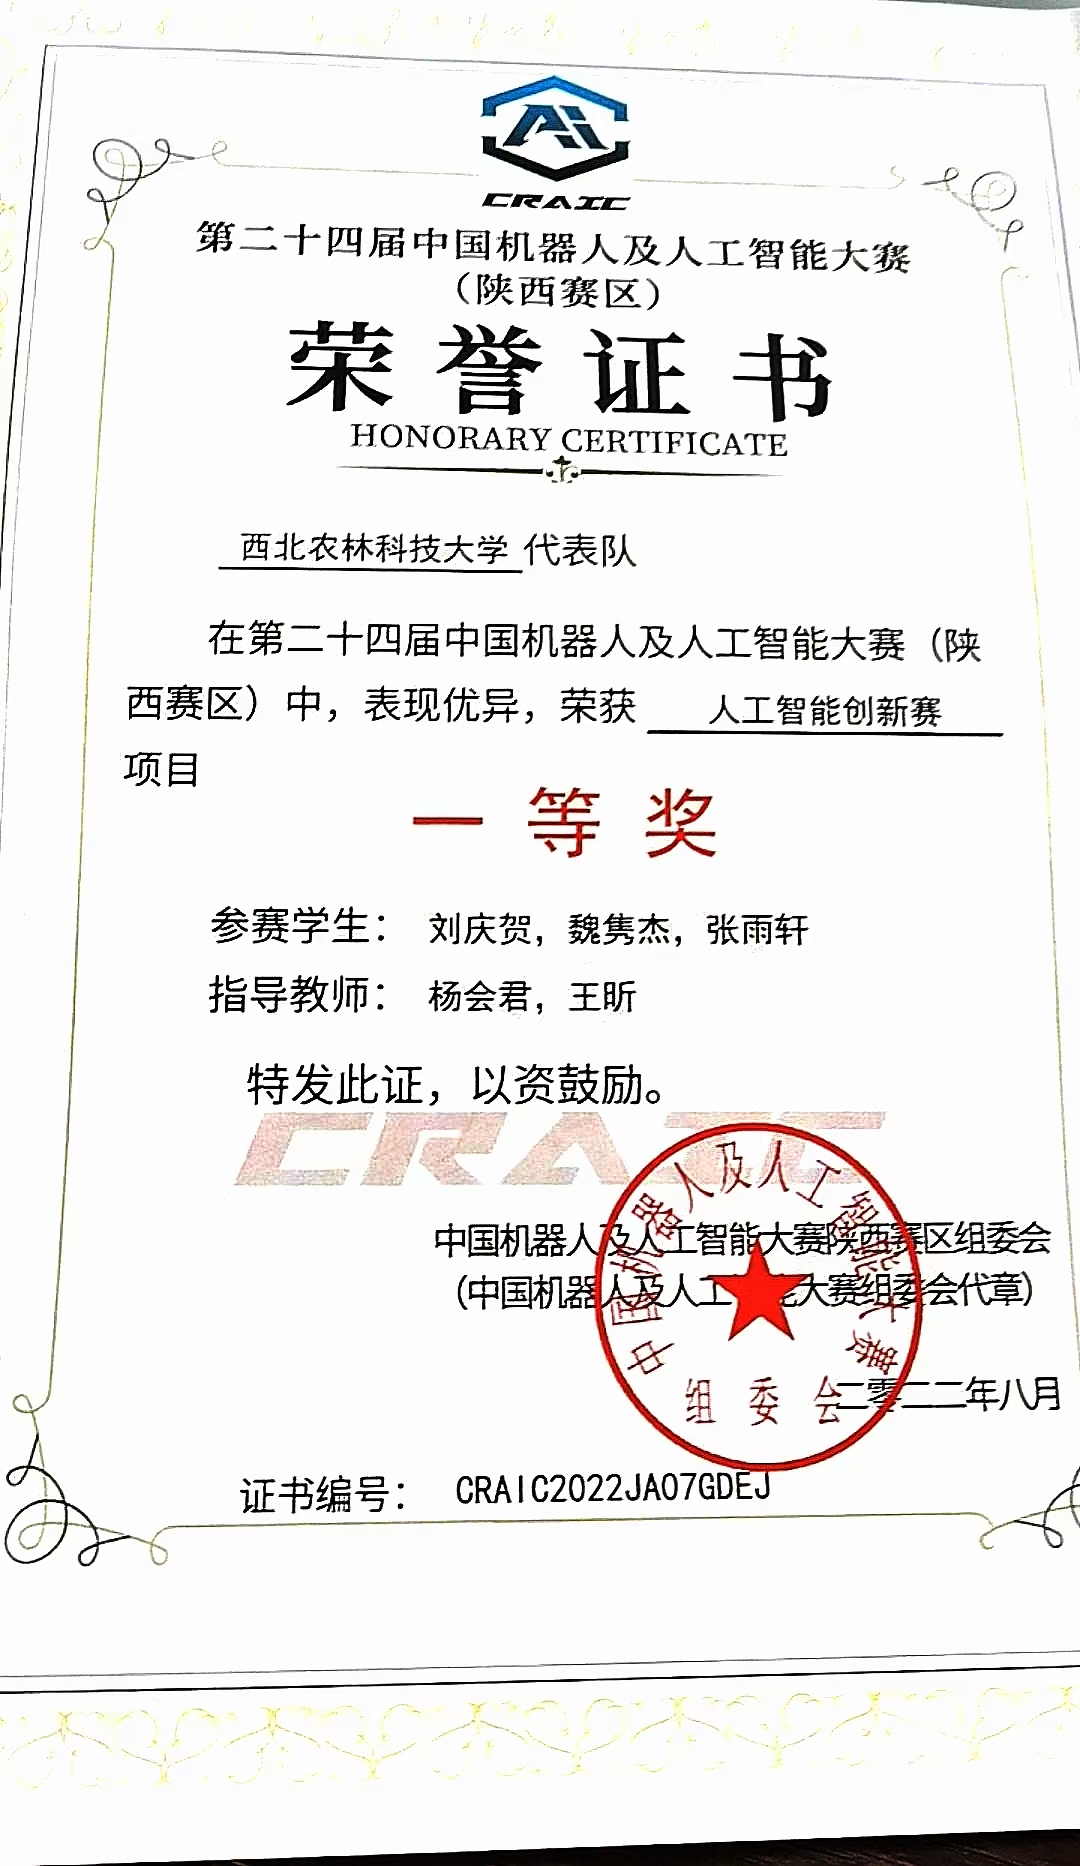 Ai
CRAIC
第二十四届中国机器人及人工智能大赛
（陕西赛区）
荣誉证书
HONORARY CERTIFICATE
西北农林科技大学 代表队
在第二十四届中国机器人及人工智能大赛（陕
西赛区）中，表现优异，荣获 人工智能创新赛
项目
一等奖
参赛学生： 刘庆贺，魏隽杰，张雨轩
指导教师： 杨会君，王昕
特发此证，以资鼓励。
CRAIC
中国机器人及人工智能大赛陕西赛区组委会
（中国机器人及人工智能大赛组委会代章）
中国机器人及人工智能大赛
组委会
二零二二年八月
证书编号： CRAIC2022JA07GDEJ